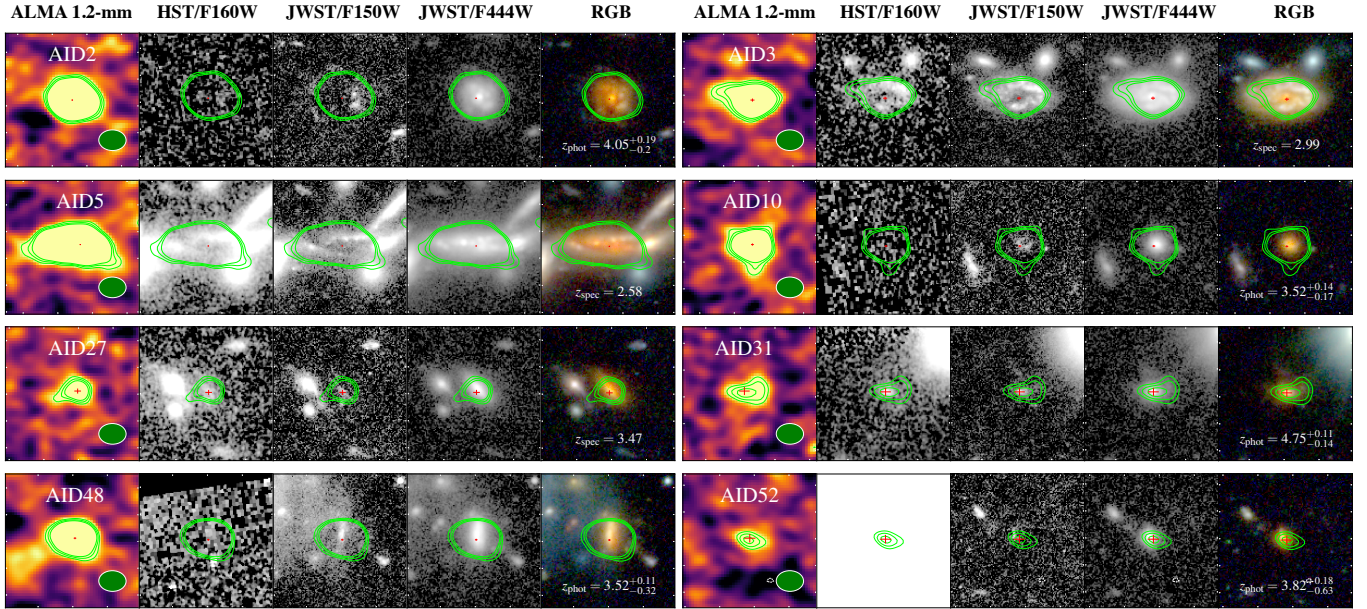 ALMA 1.2-mm HST/F160W JWST/F150W JWST/F444W RGB ALMA 1.2-mm HST/F160W JWST/F150W JWST/F444W RGB
AID2 AID3
z_phot = 4.05^{+0.19}_{-0.2} z_spec = 2.99
AID5 AID10
z_spec = 2.58 z_phot = 3.52^{+0.14}_{-0.17}
AID27 AID31
z_spec = 3.47 z_phot = 4.75^{+0.11}_{-0.14}
AID48 AID52
z_phot = 3.52^{+0.11}_{-0.32} z_phot = 3.82^{+0.18}_{-0.63}